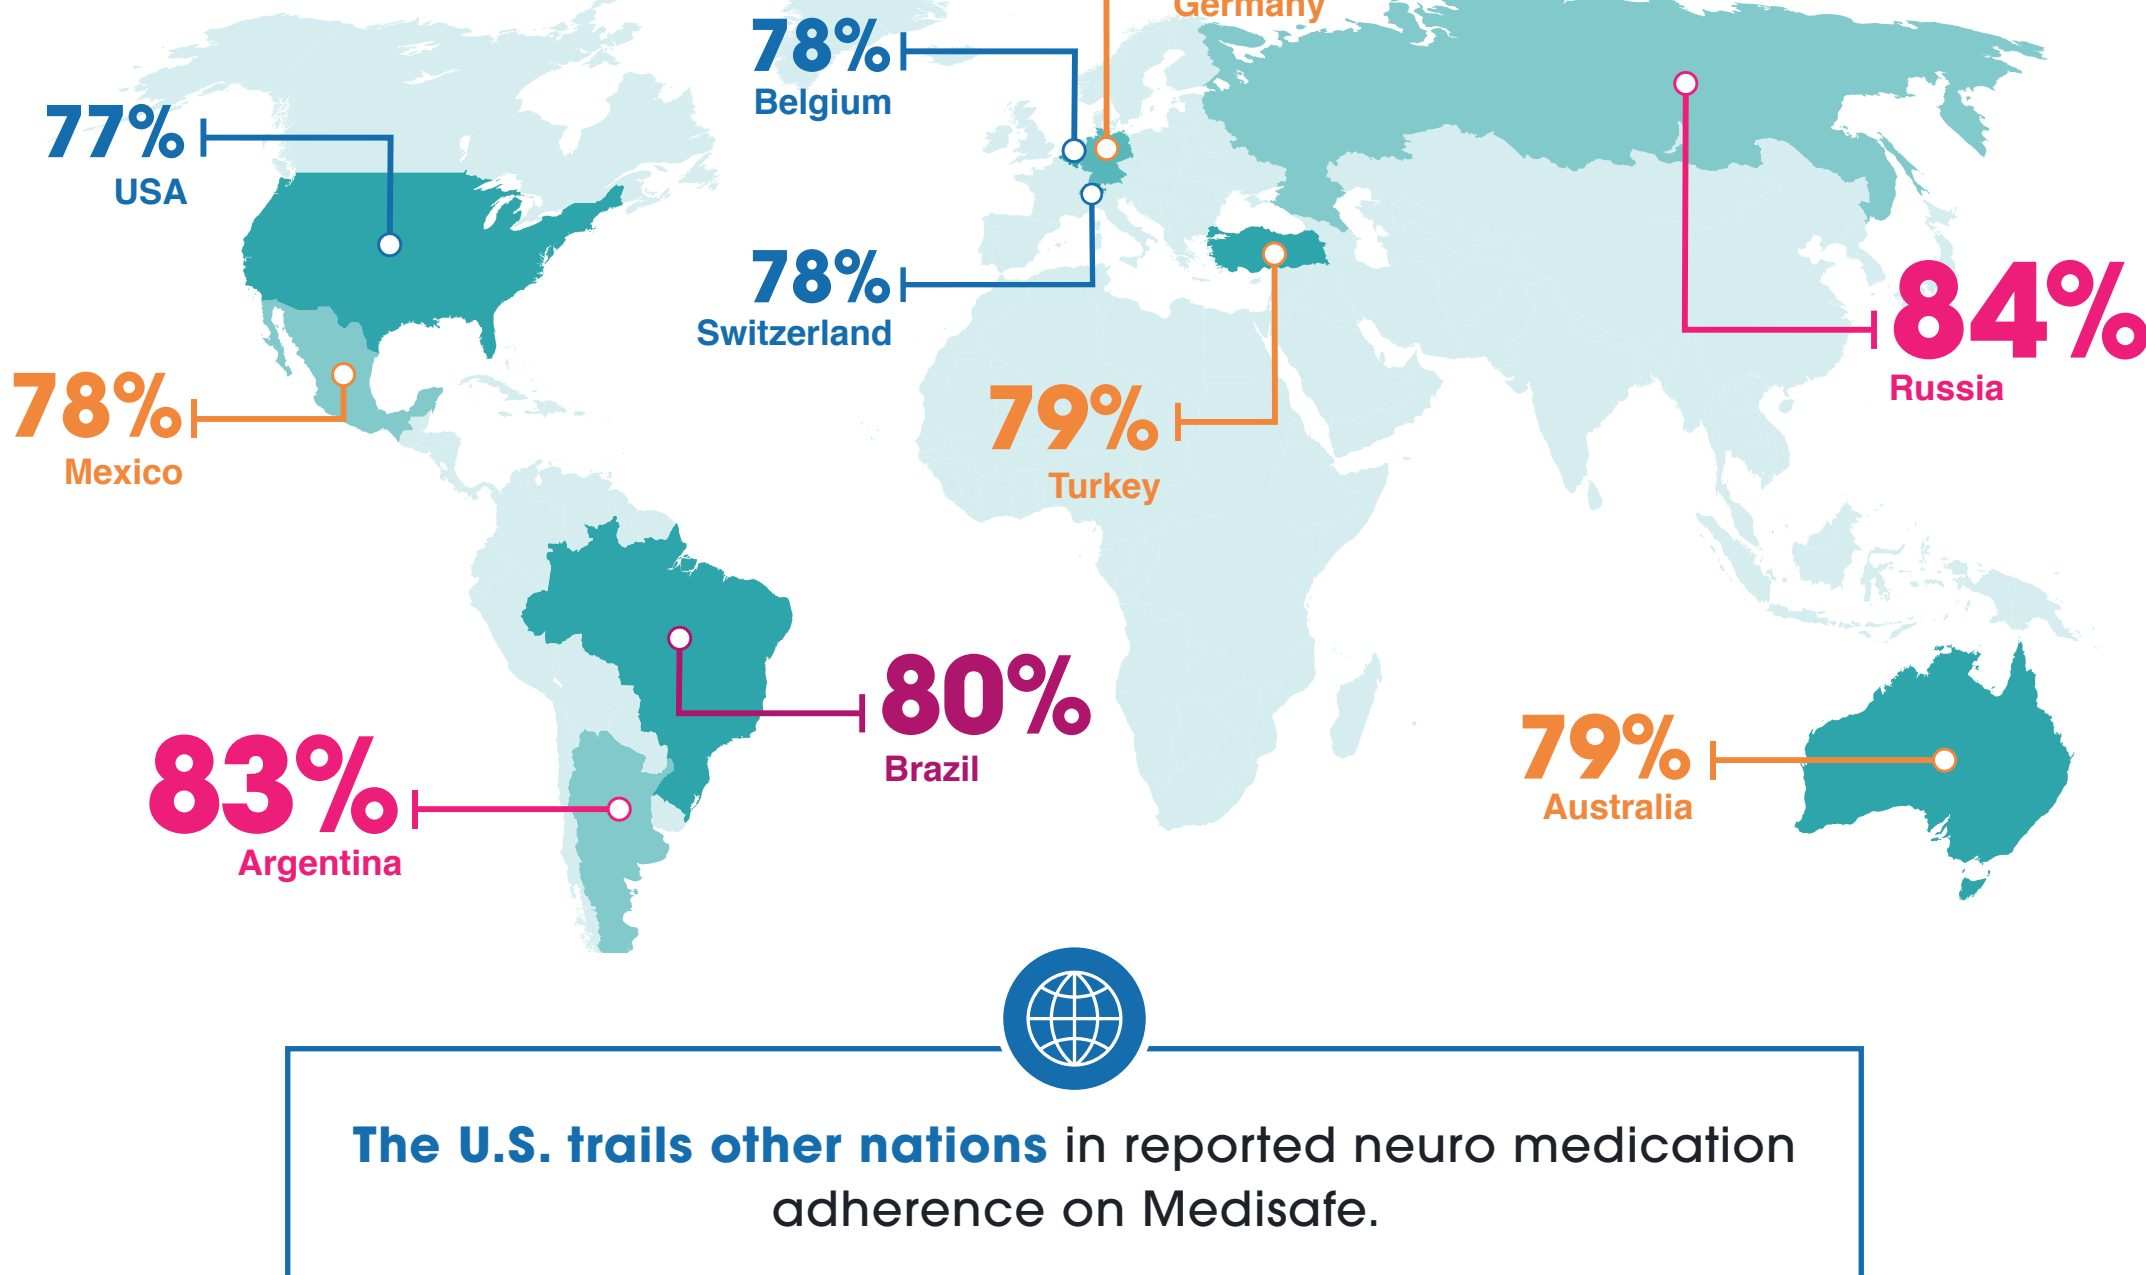 Germany
78%
Belgium
77%
USA
78%
Switzerland
84%
Russia
78%
Mexico
79%
Turkey
80%
Brazil
79%
Australia
83%
Argentina
The U.S. trails other nations in reported neuro medication
adherence on Medisafe.